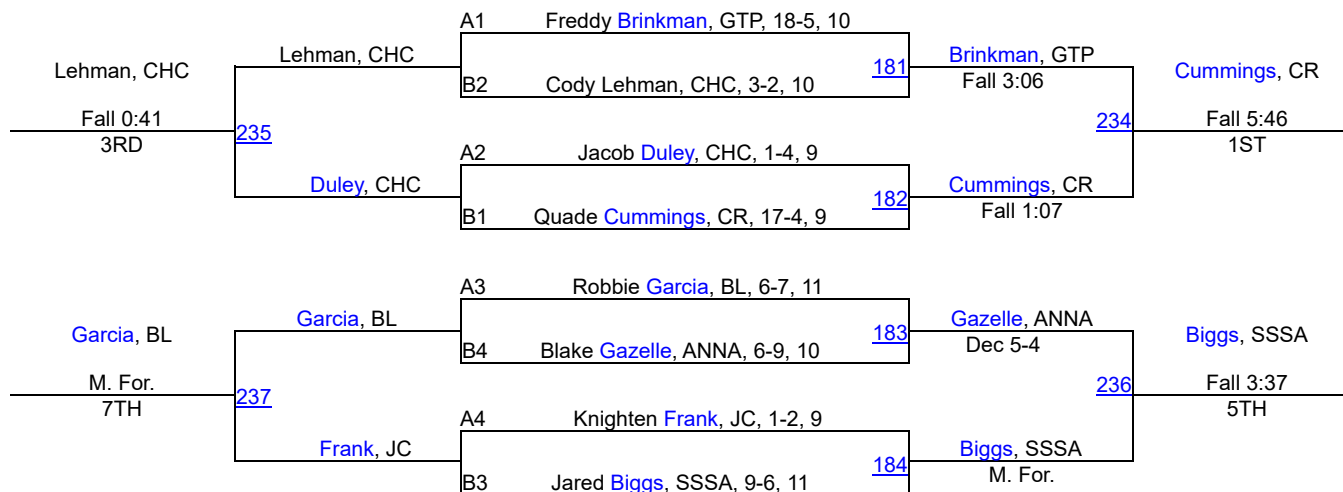 A1 Freddy Brinkman, GTP, 18-5, 10
Lehman, CHC
Brinkman, GTP
181
Lehman, CHC
Cummings, CR
B2 Cody Lehman, CHC, 3-2, 10
Fall 3:06
Fall 0:41
234
Fall 5:46
235
3RD
1ST
A2 Jacob Duley, CHC, 1-4, 9
Duley, CHC
182
Cummings, CR
B1 Quade Cummings, CR, 17-4, 9
Fall 1:07
A3 Robbie Garcia, BL, 6-7, 11
Garcia, BL
183
Gazelle, ANNA
Garcia, BL
Biggs, SSSA
B4 Blake Gazelle, ANNA, 6-9, 10
Dec 5-4
M. For.
236
Fall 3:37
237
7TH
5TH
A4 Knighten Frank, JC, 1-2, 9
Frank, JC
184
Biggs, SSSA
B3 Jared Biggs, SSSA, 9-6, 11
M. For.